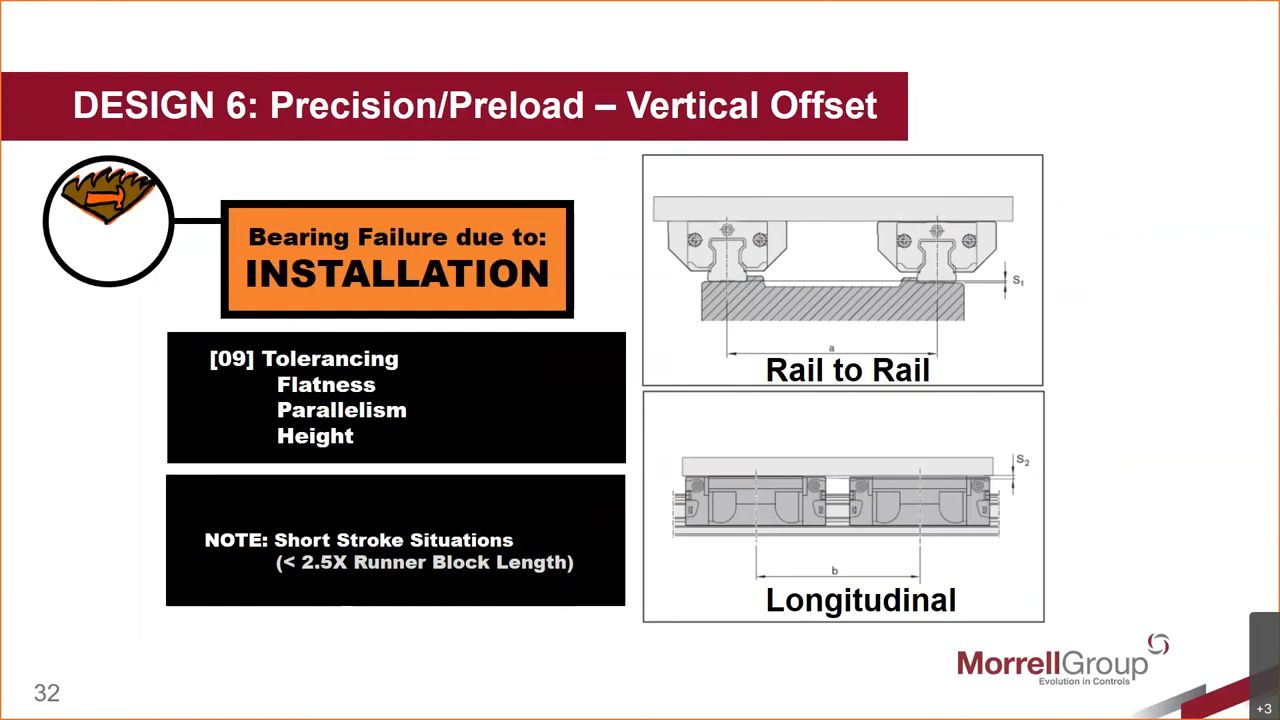 DESIGN 6: Precision/Preload – Vertical Offset
Bearing Failure due to:
INSTALLATION
[09] Tolerancing
Flatness
Parallelism
Height
NOTE: Short Stroke Situations
(< 2.5X Runner Block Length)
S1
a
Rail to Rail
S2
b
Longitudinal
MorrellGroup
Evolution in Controls
32
+3